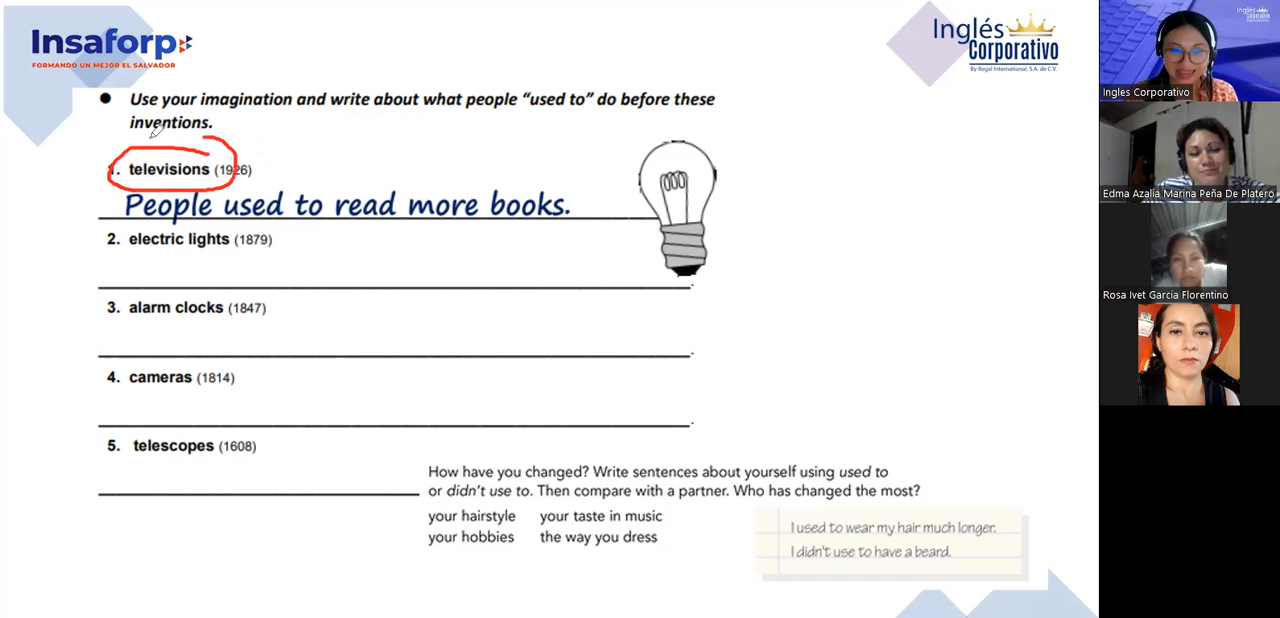 Insaforp
FORMANDO UN MEJOR EL SALVADOR
Inglés
Corporativo
By Regal International, S.A. de C.V.
● Use your imagination and write about what people “used to” do before these
inventions.
1. televisions (1926)
People used to read more books.
2. electric lights (1879)
3. alarm clocks (1847)
4. cameras (1814)
5. telescopes (1608)
How have you changed? Write sentences about yourself using used to
or didn't use to. Then compare with a partner. Who has changed the most?
your hairstyle your taste in music
your hobbies the way you dress
I used to wear my hair much longer.
I didn't use to have a beard.
Inglés
Corporativo
Ingles Corporativo
Edma Azalia Marina Peña De Platero
Rosa Ivet Garcia Florentino